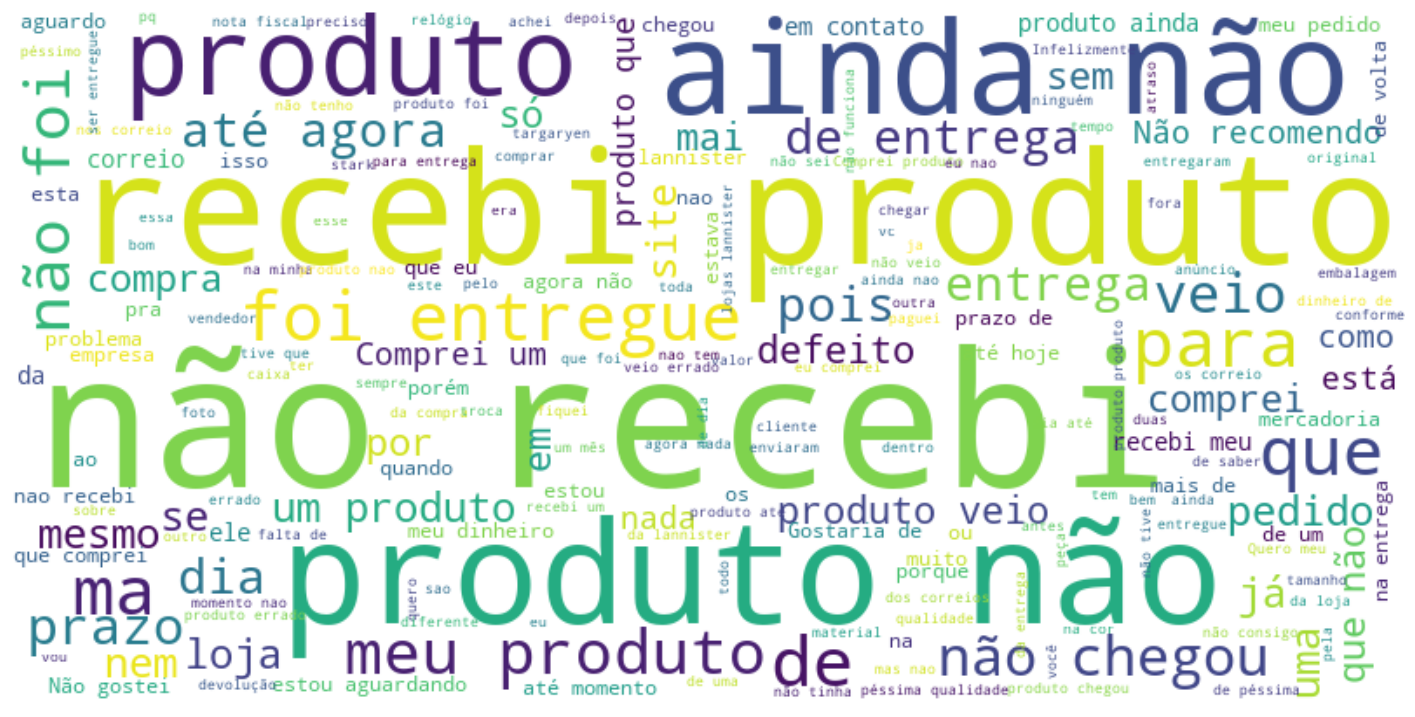 aguardo
pq
nota fiscal
preciso
relógio
achei
depois
chegou
em contato
produto ainda
meu pedido
péssimo
produto
ainda não
Infelizment
sem
de volta
ser entregue
produto que
não foi
não tenho
produto foi
só
ninguém
atraso
nos correio
até agora
targaryen
mai
de entrega
não funciona
tempo
Não recomendo
correio
isso
stark
para entrega
comprar
lannister
não sei
Comprei produto
eu nao
entregaram
original
esta
recebi produto
essa
esse
era
nao
site
estava
lojas lannister
chegar
fora
bom
vc
ja
compra
na minha
produto nao
que eu
este
pelo
agora não
toda
entregar
não veio
ainda nao
entrega
anúncio
embalagem
pra
vendedor
foi entregue
pois
outra
paguei
prazo de
veio
dinheiro de
conforme
problema
empresa
tive que
caixa
ter
Comprei um
que foi
nao tem
valor
veio errado
defeito
eu comprei
até hoje
produto produto
para
como
da
não recebi
sempre
porém
os correio
está
foto
da compra
troca
fiquei
de dia
cliente
ia até
comprei
duas
mercadoria
por
em
um mês
agora nada
enviaram
dentro
recebi meu
que
ao
quando
de saber
nao recebi
errado
estou
os
mais de
sobre
um produto
recebi um
nada
produto até
produto veio
tem
bem
ainda
pedido
na entrega
mesmo
se
ele
outro
falta de
meu dinheiro
da lannister
Gostaria de
ou
antes
peça
não tive
entregue
de um
que comprei
produto não
muito
Quero meu
que não
ma
dia
todo
porque
já
tamanho
momento nao
quero
sao
dos correios
da loja
prazo
produto errado
diferente
eu
material
qualidade
na entrega
na cor
não consigo
uma
pela
vou
nem
loja
meu produto
de
na
mas nao
não chegou
você
Não gostei
devolução
estou aguardando
até momento
de uma
não tinha
péssima qualidade
produto chegou
de péssima